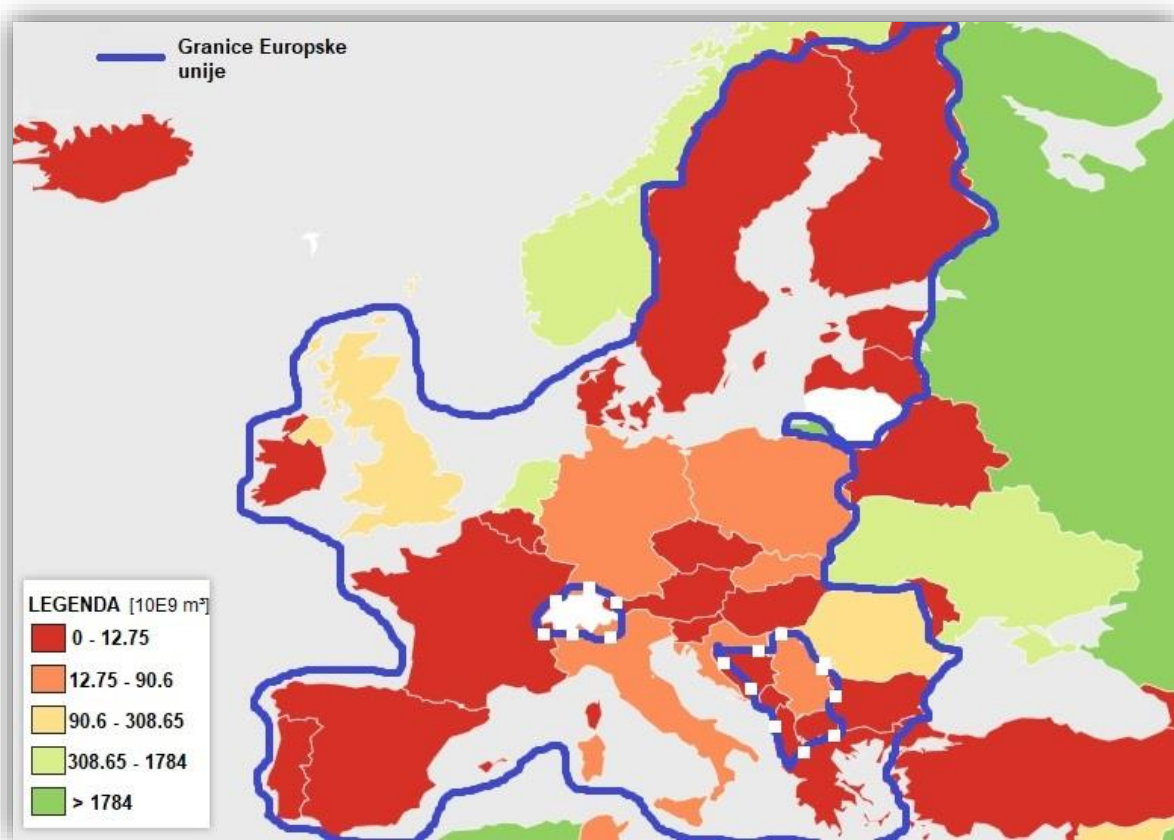 Granice Europske
unije
LEGENDA [10E9 m³]
0 - 12.75
12.75 - 90.6
90.6 - 308.65
308.65 - 1784
> 1784